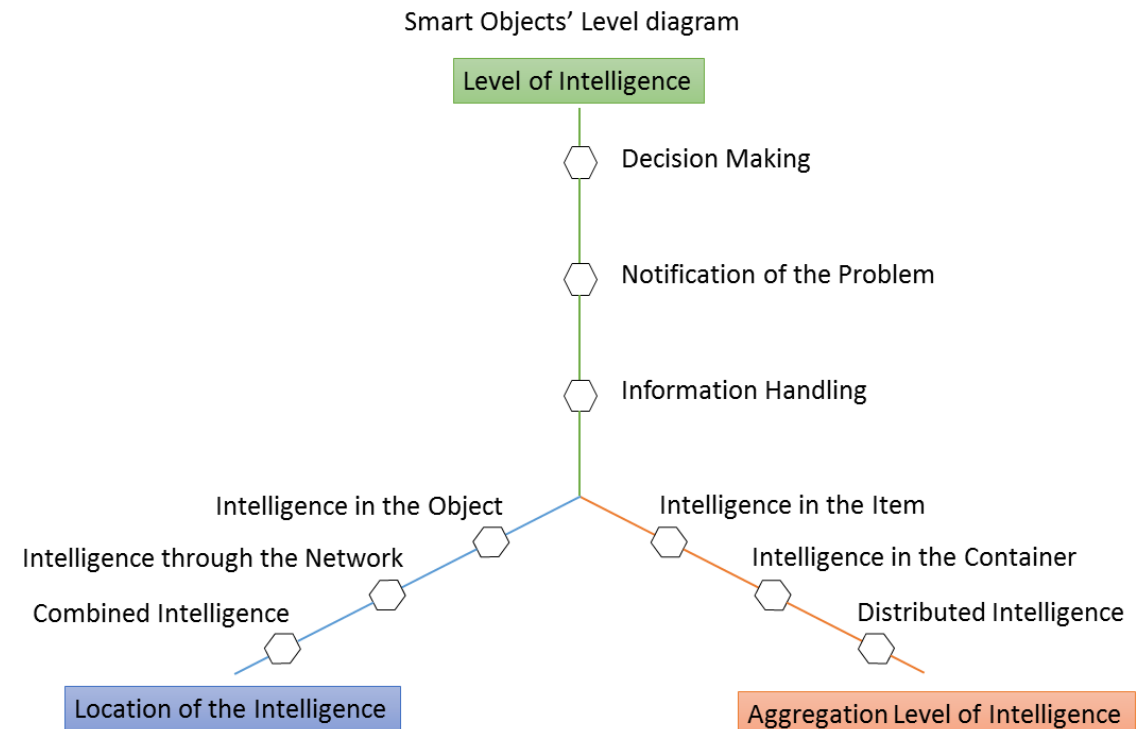 Smart Objects’ Level diagram
Level of Intelligence
Decision Making
Notification of the Problem
Information Handling
Intelligence in the Object
Intelligence in the Item
Intelligence through the Network
Intelligence in the Container
Combined Intelligence
Distributed Intelligence
Location of the Intelligence
Aggregation Level of Intelligence